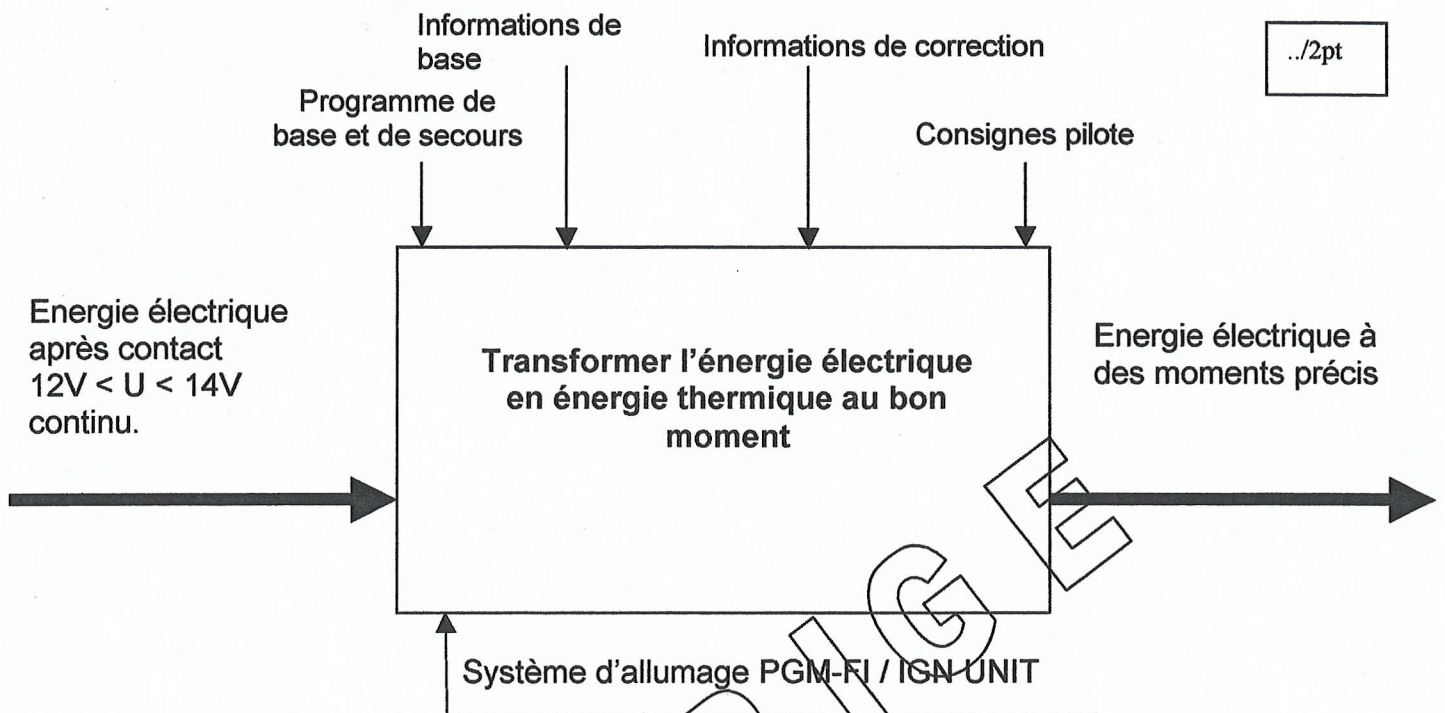 Informations de
base
Informations de correction
../2pt
Programme de
base et de secours
Consignes pilote
Energie électrique
après contact
12V < U < 14V
continu.
Transformer l'énergie électrique
en énergie thermique au bon
moment
Energie électrique à
des moments précis
Système d'allumage PGM-FI / IGN UNIT
IGE